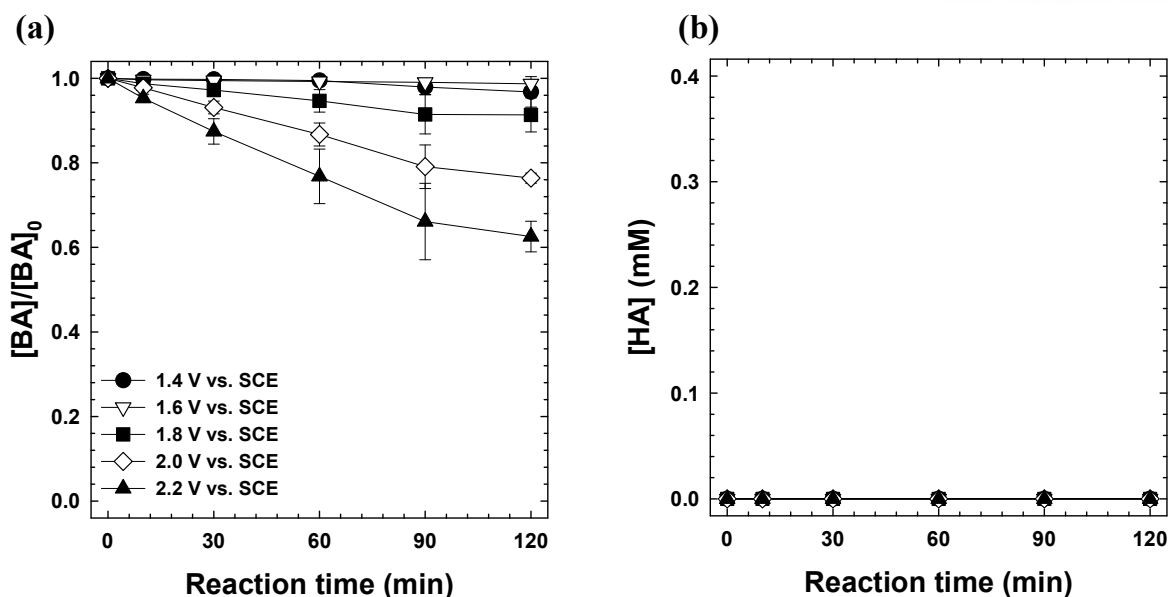 (a)
[BA]/[BA]₀
1.0
0.8
0.6
0.4
0.2
0.0
1.4 V vs. SCE
1.6 V vs. SCE
1.8 V vs. SCE
2.0 V vs. SCE
2.2 V vs. SCE
0 30 60 90 120
Reaction time (min)
(b)
[HA] (mM)
0.4
0.3
0.2
0.1
0.0
0 30 60 90 120
Reaction time (min)